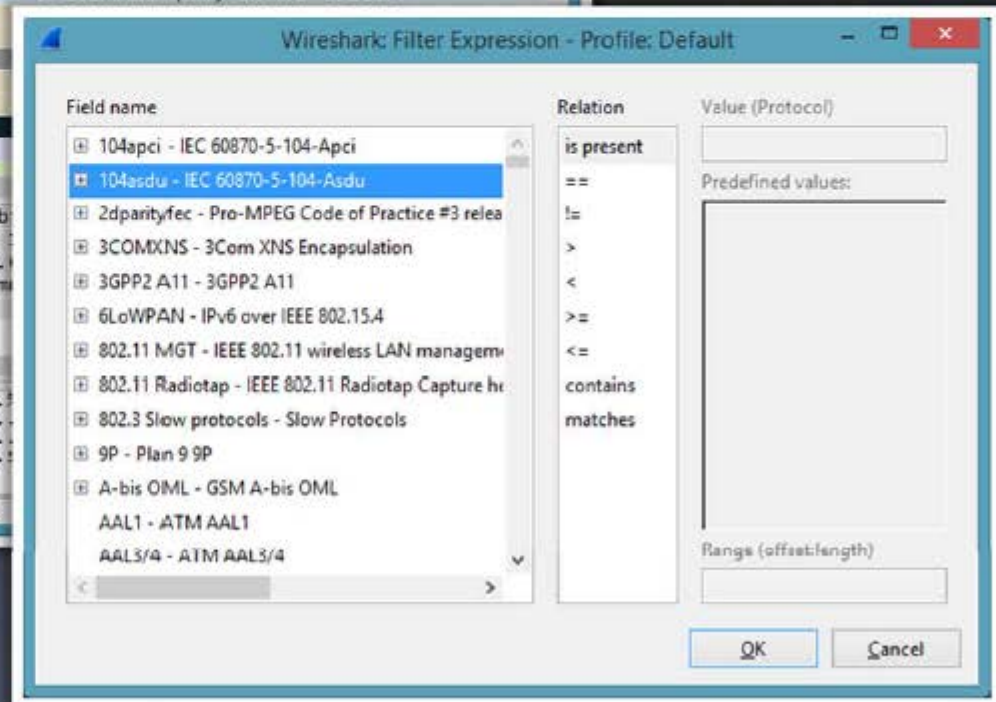 Wireshark: Filter Expression - Profile: Default
Field name
Relation
Value (Protocol)
104apci - IEC 60870-5-104-Apci
104asdu - IEC 60870-5-104-Asdu
2dparityfec - Pro-MPEG Code of Practice #3 relea
3COMXNS - 3Com XNS Encapsulation
3GPP2 A11 - 3GPP2 A11
6LoWPAN - IPv6 over IEEE 802.15.4
802.11 MGT - IEEE 802.11 wireless LAN managem
802.11 Radiotap - IEEE 802.11 Radiotap Capture he
802.3 Slow protocols - Slow Protocols
9P - Plan 9 9P
A-bis OML - GSM A-bis OML
AAL1 - ATM AAL1
AAL3/4 - ATM AAL3/4
is present
==
!=
>
<
>=
<=
contains
matches
Predefined values:
Range (offset:length)
OK
Cancel